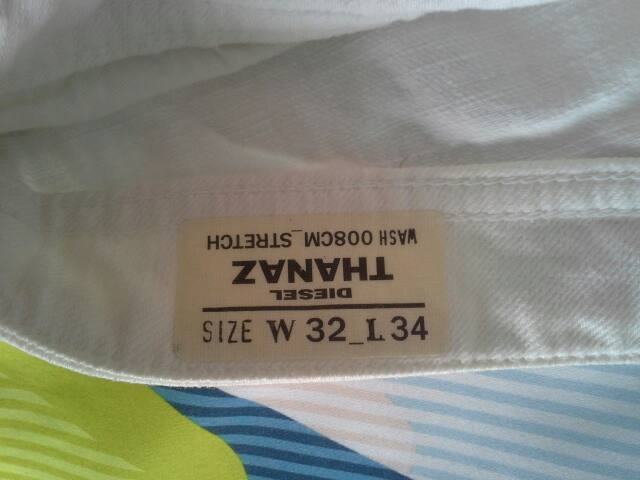 DIESEL
THANAZ
WASH 008CM_STRETCH
SIZE W 32_L 34